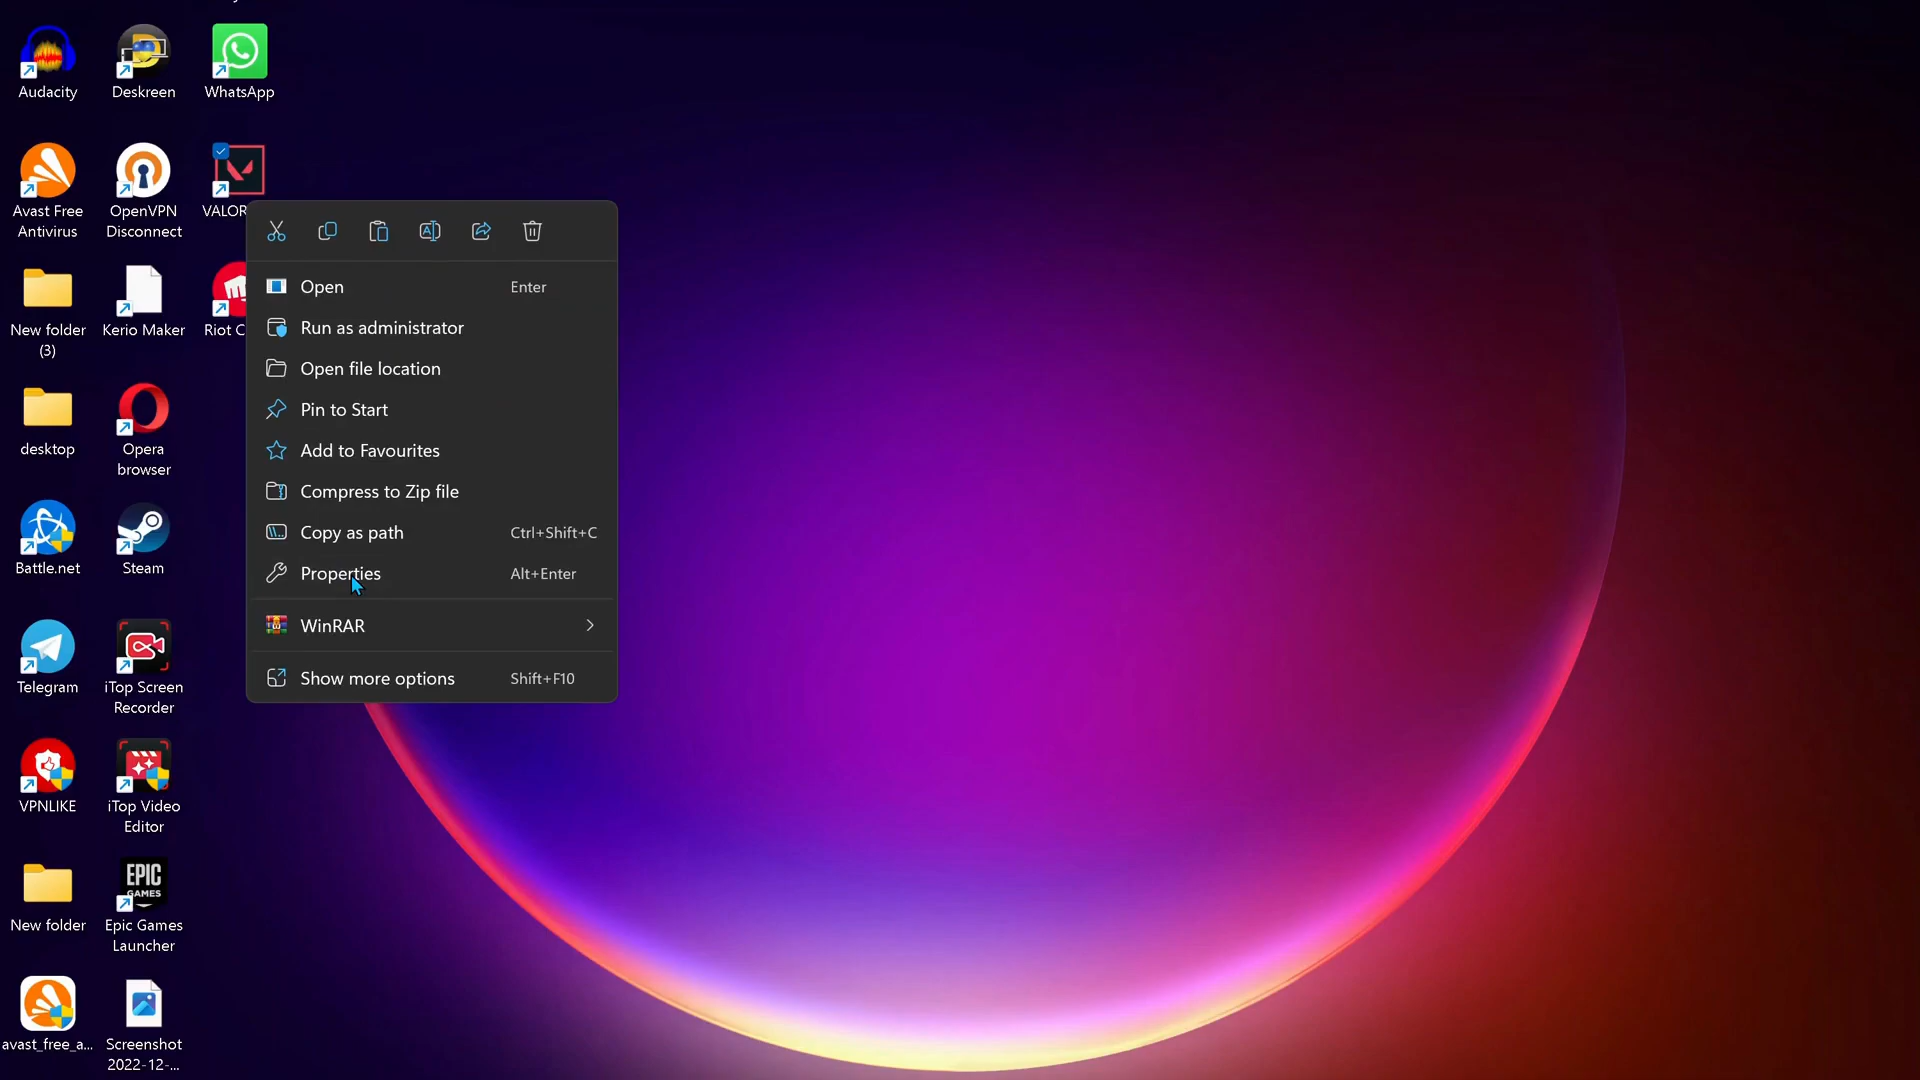 Audacity
Deskreen
WhatsApp
Avast Free
Antivirus
OpenVPN
Disconnect
VALOR
New folder
(3)
Kerio Maker
Riot C
desktop
Opera
browser
Battle.net
Steam
Telegram
iTop Screen
Recorder
VPNLIKE
iTop Video
Editor
New folder
EPIC
GAMES
Epic Games
Launcher
avast_free_a...
Screenshot
2022-12-...
Open Enter
Run as administrator
Open file location
Pin to Start
Add to Favourites
Compress to Zip file
Copy as path Ctrl+Shift+C
Properties Alt+Enter
WinRAR
Show more options Shift+F10